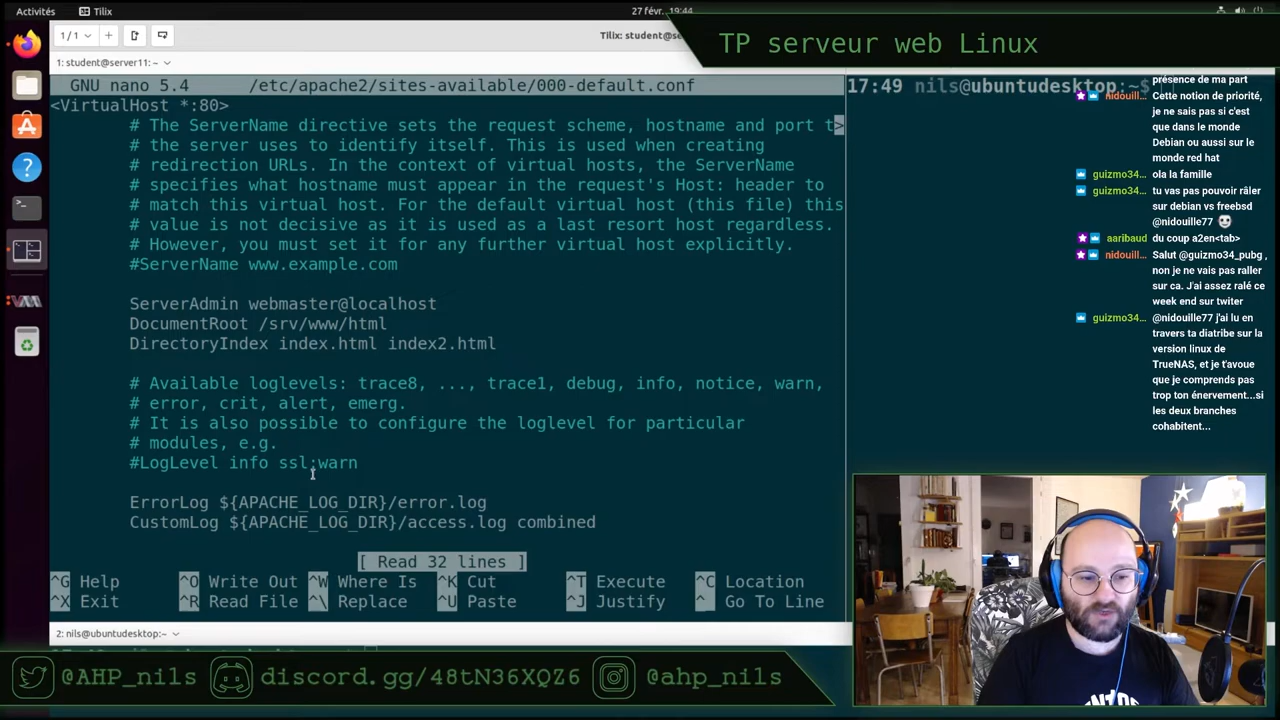 Activités
Tilix
27 févr. 19:44
1/1
Tilix: student@se
TP serveur web Linux
1: student@server11: ~
GNU nano 5.4 /etc/apache2/sites-available/000-default.conf
<VirtualHost *:80>
# The ServerName directive sets the request scheme, hostname and port t>
# the server uses to identify itself. This is used when creating
# redirection URLs. In the context of virtual hosts, the ServerName
# specifies what hostname must appear in the request's Host: header to
# match this virtual host. For the default virtual host (this file) this
# value is not decisive as it is used as a last resort host regardless.
# However, you must set it for any further virtual host explicitly.
#ServerName www.example.com
ServerAdmin webmaster@localhost
DocumentRoot /srv/www/html
DirectoryIndex index.html index2.html
# Available loglevels: trace8, ..., trace1, debug, info, notice, warn,
# error, crit, alert, emerg.
# It is also possible to configure the loglevel for particular
# modules, e.g.
#LogLevel info ssl:warn
ErrorLog ${APACHE_LOG_DIR}/error.log
CustomLog ${APACHE_LOG_DIR}/access.log combined
[ Read 32 lines ]
^G Help ^O Write Out ^W Where Is ^K Cut ^T Execute ^C Location
^X Exit ^R Read File ^\ Replace ^U Paste ^J Justify ^_ Go To Line
2: nils@ubuntudesktop: ~
17:49 nils@ubuntudesktop:~$
présence de ma part
nidouill... Cette notion de priorité,
je ne sais pas si c'est
que dans le monde
Debian ou aussi sur le
monde red hat
guizmo34... ola la famille
guizmo34... tu vas pas pouvoir râler
sur debian vs freebsd
@nidouille77
aaribaud du coup a2en<tab>
nidouill... Salut @guizmo34_pubg ,
non je ne vais pas raller
sur ca. J'ai assez ralé ce
week end sur twiter
guizmo34... @nidouille77 j'ai lu en
travers ta diatribe sur la
version linux de
TrueNAS, et je t'avoue
que je comprends pas
trop ton énervement...si
les deux branches
cohabitent...
@AHP_nils
discord.gg/48tN36XQZ6
@ahp_nils